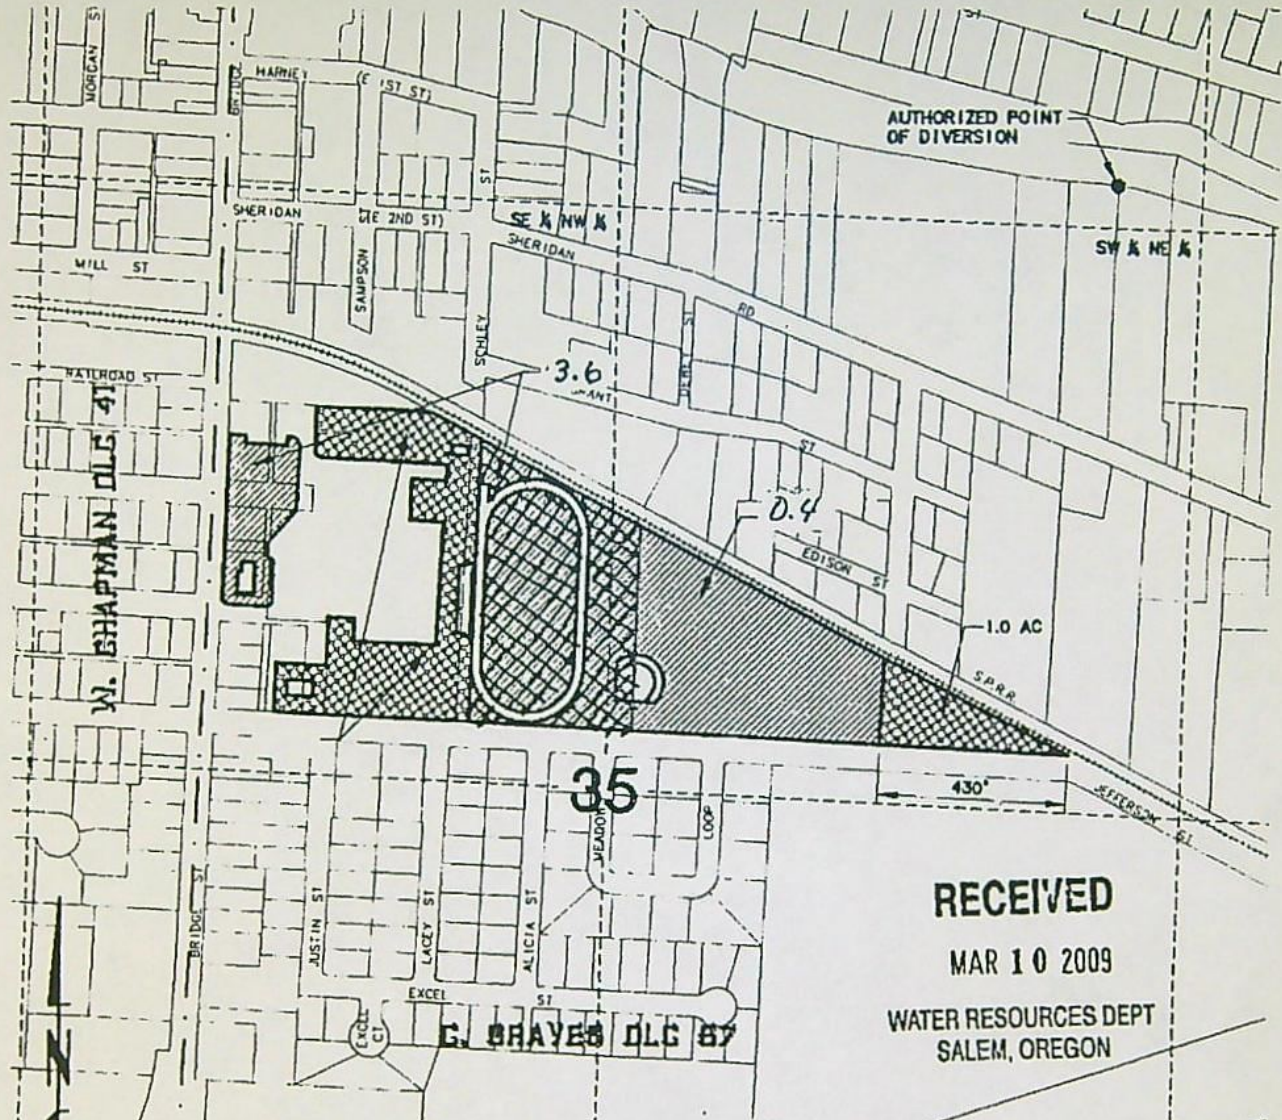 MORGAN ST
BRIDGE
HARNEY
(E 1ST ST)
ST
ST
AUTHORIZED POINT
OF DIVERSION
SHERIDAN
(E 2ND ST)
SE ¼ NW ¼
SHERIDAN
RD
SW ¼ NE ¼
MILL ST
SAMPSON
SCHLEY
RAILROAD ST
3.6
ST
W. CHAPMAN DLC 41
0.4
EDISON ST
1.0 AC
S.P.R.R.
35
430'
JEFFERSON ST
MEADOW
LOOP
BRIDGE ST
JUSTIN ST
LACEY ST
ALICIA ST
EXCEL ST
EXCEL
CT
G. GRAVES DLC 67
N
RECEIVED
MAR 10 2009
WATER RESOURCES DEPT
SALEM, OREGON